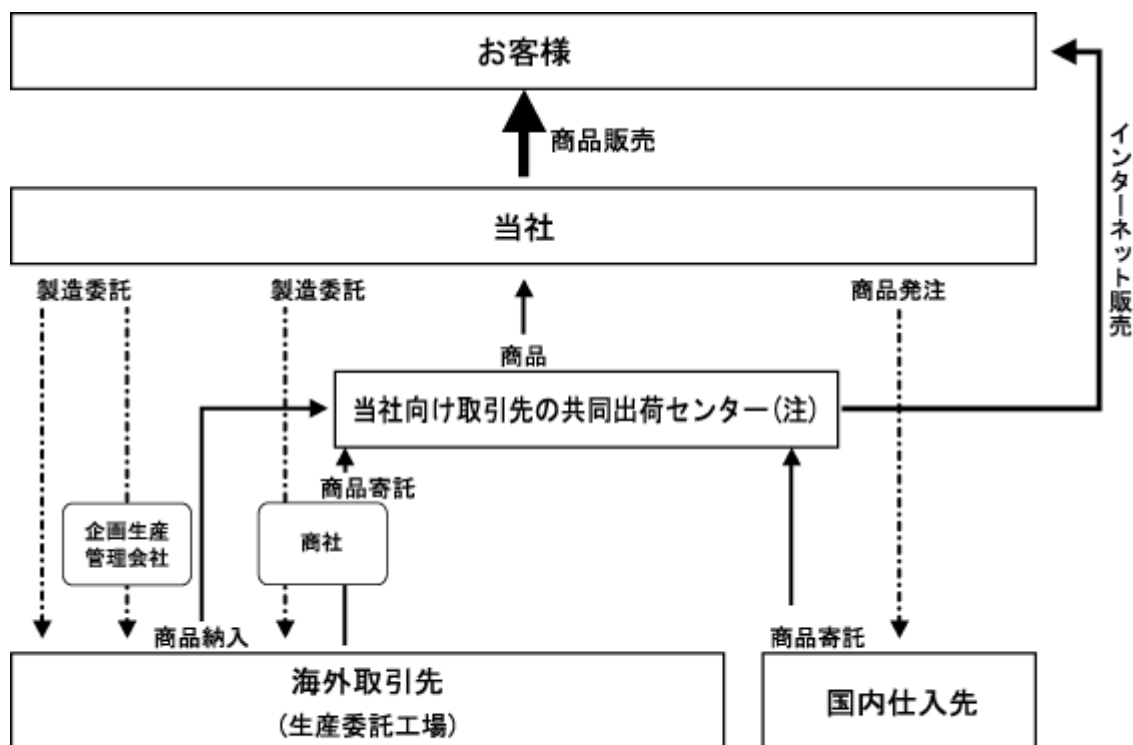 お客様
商品販売
インターネット販売
当社
製造委託
製造委託
商品発注
商品
当社向け取引先の共同出荷センター(注)
商品寄託
企画生産
管理会社
商社
商品納入
商品寄託
海外取引先
(生産委託工場)
国内仕入先